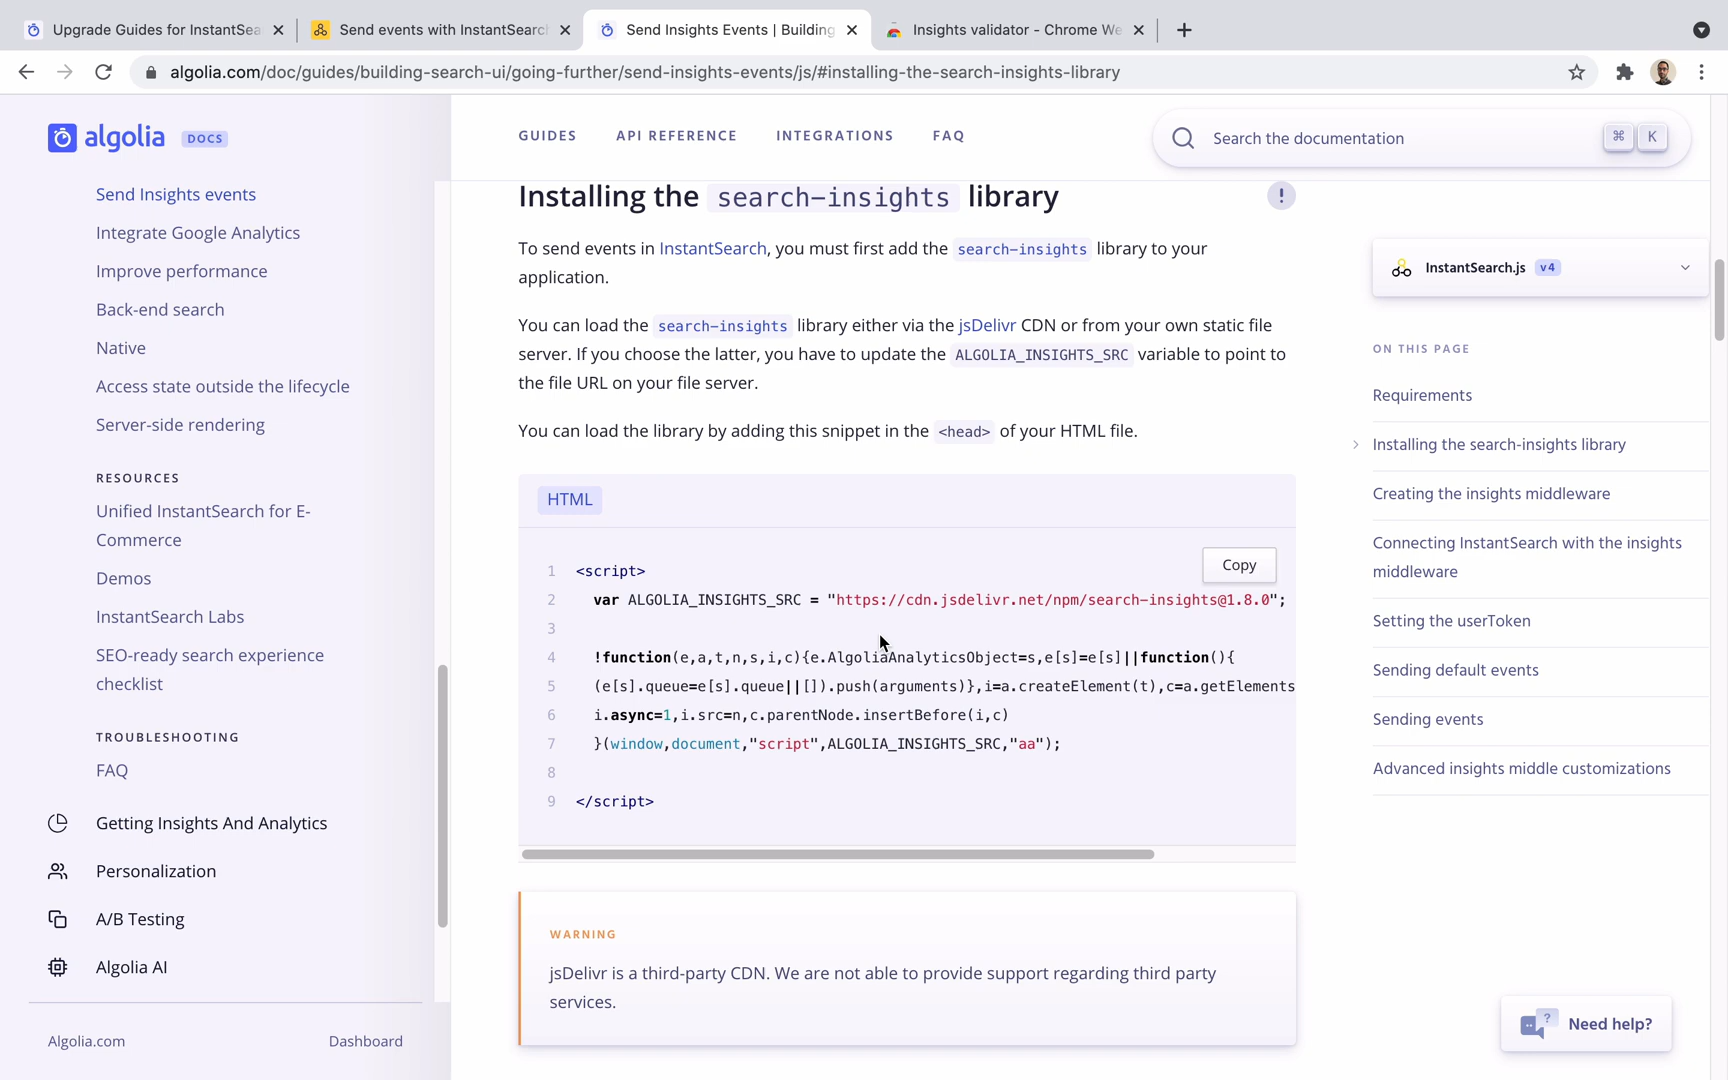 Upgrade Guides for InstantSea
Send events with InstantSearch
Send Insights Events | Building
Insights validator - Chrome We
algolia.com/doc/guides/building-search-ui/going-further/send-insights-events/js/#installing-the-search-insights-library
algolia DOCS
GUIDES
API REFERENCE
INTEGRATIONS
FAQ
Search the documentation
⌘ K
Send Insights events
Integrate Google Analytics
Improve performance
Back-end search
Native
Access state outside the lifecycle
Server-side rendering
RESOURCES
Unified InstantSearch for E-
Commerce
Demos
InstantSearch Labs
SEO-ready search experience
checklist
TROUBLESHOOTING
FAQ
Getting Insights And Analytics
Personalization
A/B Testing
Algolia AI
Algolia.com
Dashboard
Installing the search-insights library
!
To send events in InstantSearch, you must first add the search-insights library to your
application.
You can load the search-insights library either via the jsDelivr CDN or from your own static file
server. If you choose the latter, you have to update the ALGOLIA_INSIGHTS_SRC variable to point to
the file URL on your file server.
You can load the library by adding this snippet in the <head> of your HTML file.
HTML
Copy
1 <script>
2 var ALGOLIA_INSIGHTS_SRC = "https://cdn.jsdelivr.net/npm/search-insights@1.8.0";
3
4 !function(e,a,t,n,s,i,c){e.AlgoliaAnalyticsObject=s,e[s]=e[s]||function(){
5 (e[s].queue=e[s].queue||[]).push(arguments)},i=a.createElement(t),c=a.getElements
6 i.async=1,i.src=n,c.parentNode.insertBefore(i,c)
7 }(window,document,"script",ALGOLIA_INSIGHTS_SRC,"aa");
8
9 </script>
WARNING
jsDelivr is a third-party CDN. We are not able to provide support regarding third party
services.
InstantSearch.js v4
ON THIS PAGE
Requirements
Installing the search-insights library
Creating the insights middleware
Connecting InstantSearch with the insights
middleware
Setting the userToken
Sending default events
Sending events
Advanced insights middle customizations
Need help?